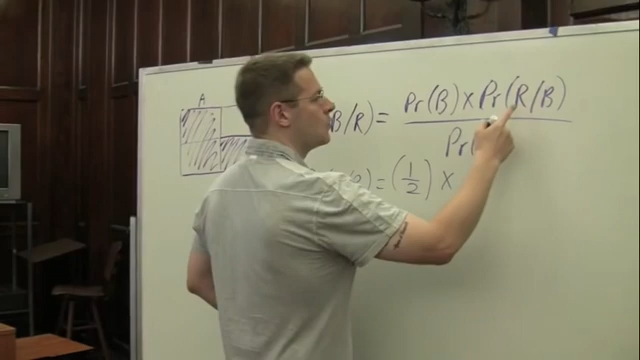 A
B/R) = Pr(B) x Pr(R/B)
Pr(
) = (1/2) x